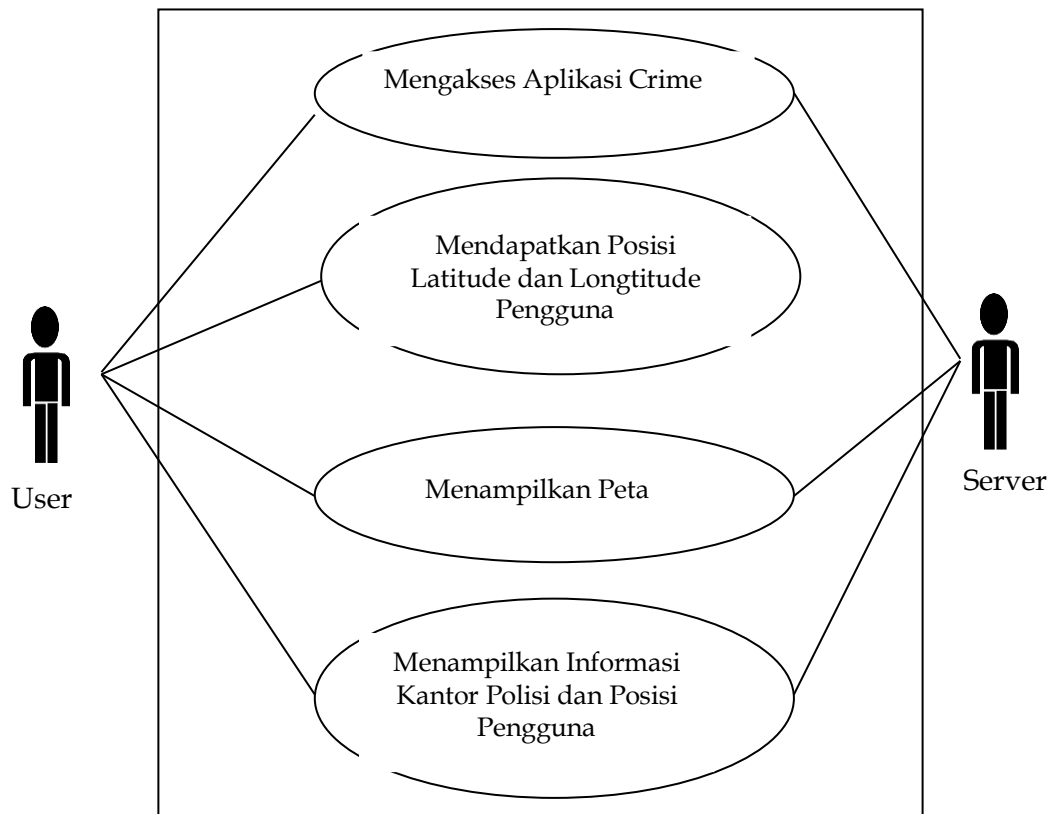 Mengakses Aplikasi Crime
Mendapatkan Posisi
Latitude dan Longtitude
Pengguna
Menampilkan Peta
User
Server
Menampilkan Informasi
Kantor Polisi dan Posisi
Pengguna